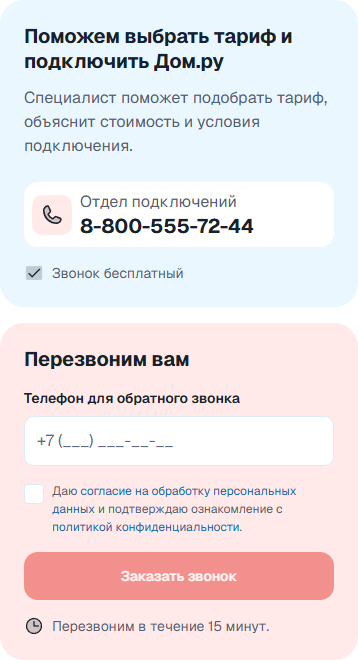 Поможем выбрать тариф и
подключить Дом.ру
Специалист поможет подобрать тариф,
объяснит стоимость и условия
подключения.
Отдел подключений
8-800-555-72-44
Звонок бесплатный
Перезвоним вам
Телефон для обратного звонка
+7 (___) ___-__-__
Даю согласие на обработку персональных
данных и подтверждаю ознакомление с
политикой конфиденциальности.
Заказать звонок
Перезвоним в течение 15 минут.